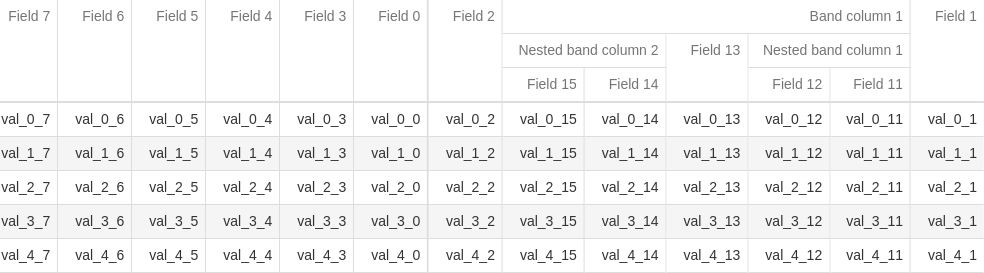 Field 7 Field 6 Field 5 Field 4 Field 3 Field 0 Field 2 Band column 1 Field 1
Nested band column 2 Field 13 Nested band column 1
Field 15 Field 14 Field 12 Field 11
val_0_7 val_0_6 val_0_5 val_0_4 val_0_3 val_0_0 val_0_2 val_0_15 val_0_14 val_0_13 val_0_12 val_0_11 val_0_1
val_1_7 val_1_6 val_1_5 val_1_4 val_1_3 val_1_0 val_1_2 val_1_15 val_1_14 val_1_13 val_1_12 val_1_11 val_1_1
val_2_7 val_2_6 val_2_5 val_2_4 val_2_3 val_2_0 val_2_2 val_2_15 val_2_14 val_2_13 val_2_12 val_2_11 val_2_1
val_3_7 val_3_6 val_3_5 val_3_4 val_3_3 val_3_0 val_3_2 val_3_15 val_3_14 val_3_13 val_3_12 val_3_11 val_3_1
val_4_7 val_4_6 val_4_5 val_4_4 val_4_3 val_4_0 val_4_2 val_4_15 val_4_14 val_4_13 val_4_12 val_4_11 val_4_1